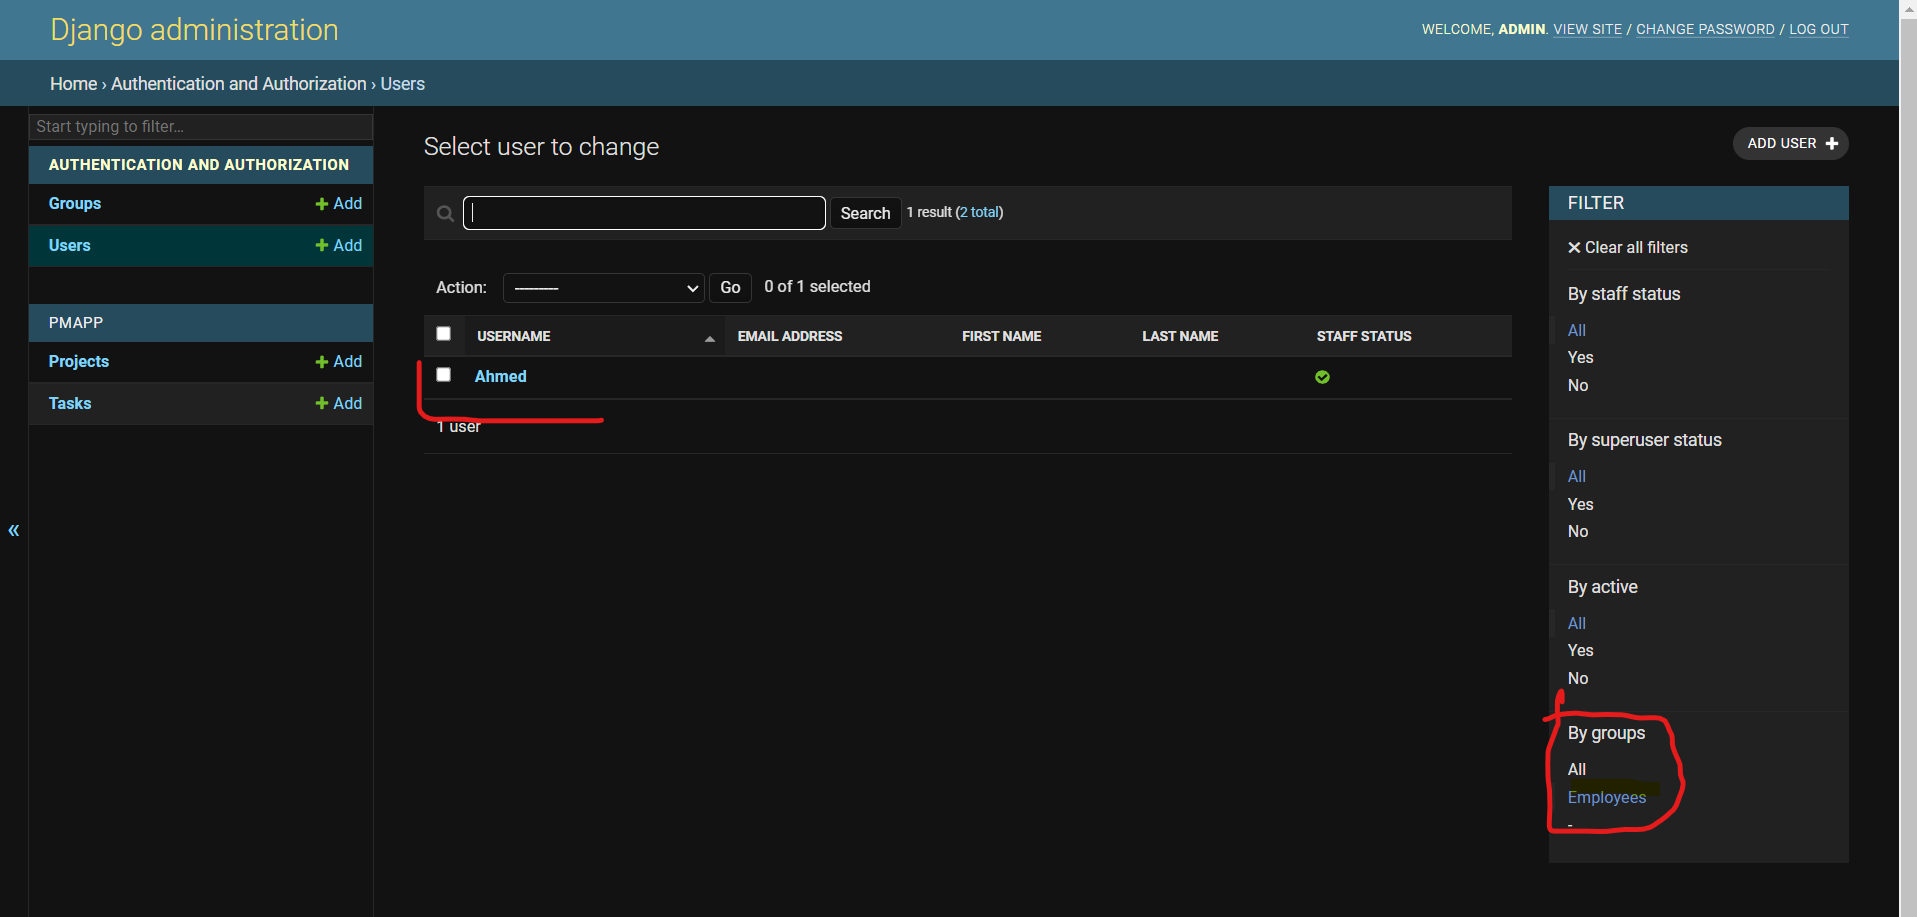 Django administration
WELCOME, ADMIN. VIEW SITE / CHANGE PASSWORD / LOG OUT
Home › Authentication and Authorization › Users
Start typing to filter...
AUTHENTICATION AND AUTHORIZATION
Groups + Add
Users + Add
PMAPP
Projects + Add
Tasks + Add
«
Select user to change
ADD USER +
Search 1 result (2 total)
Action: --------- Go 0 of 1 selected
USERNAME EMAIL ADDRESS FIRST NAME LAST NAME STAFF STATUS
Ahmed
1 user
FILTER
✕ Clear all filters
By staff status
All
Yes
No
By superuser status
All
Yes
No
By active
All
Yes
No
By groups
All
Employees
-